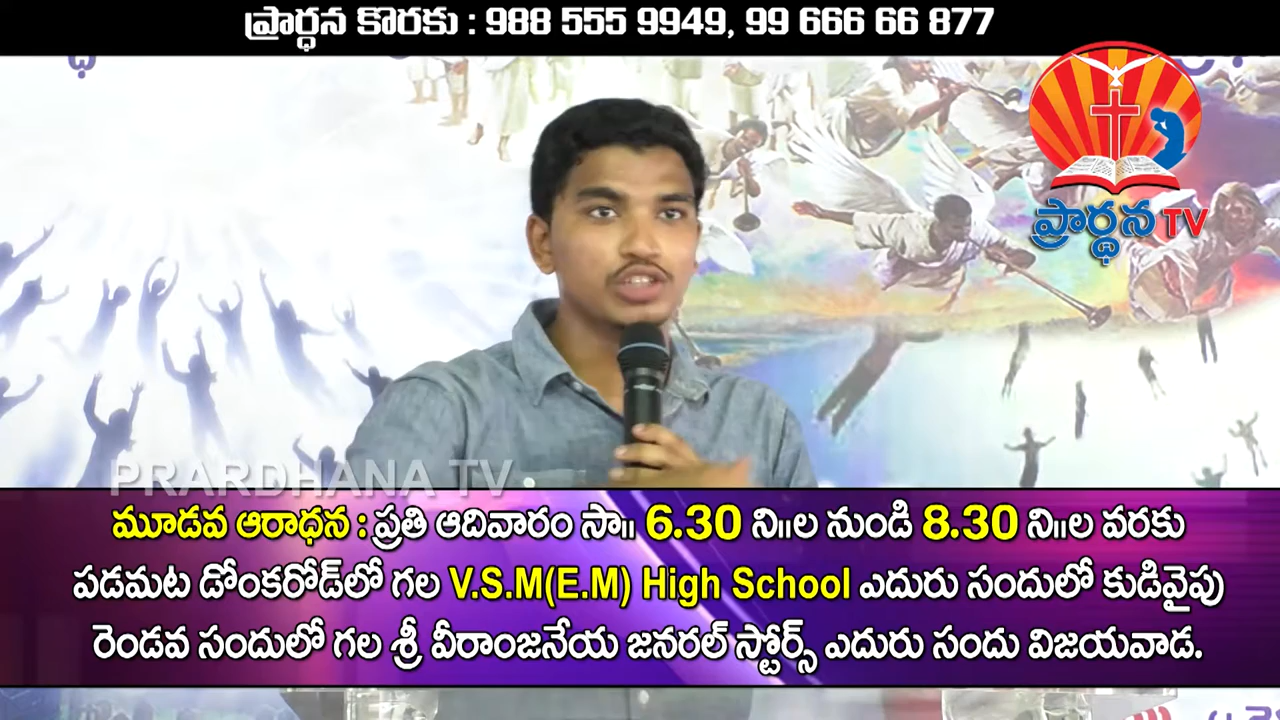 ప్రార్ధన కొరకు : 988 555 9949, 99 666 66 877
ప్రార్థన TV
PRARDHANA TV
మూడవ ఆరాధన : ప్రతి ఆదివారం సా॥ 6.30 ని॥ల నుండి 8.30 ని॥ల వరకు
పడమట డోంకరోడ్‌లో గల V.S.M(E.M) High School ఎదురు సందులో కుడివైపు
రెండవ సందులో గల శ్రీ వీరాంజనేయ జనరల్ స్టోర్స్ ఎదురు సందు విజయవాడ.